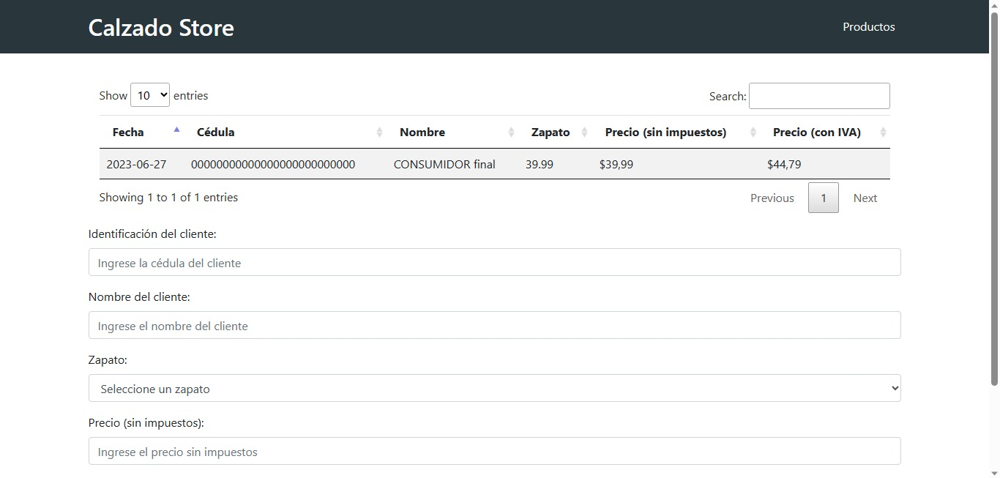 Calzado Store Productos
Show 10 entries Search:
Fecha Cédula Nombre Zapato Precio (sin impuestos) Precio (con IVA)
2023-06-27 00000000000000000000000000 CONSUMIDOR final 39.99 $39,99 $44,79
Showing 1 to 1 of 1 entries Previous 1 Next
Identificación del cliente:
Ingrese la cédula del cliente
Nombre del cliente:
Ingrese el nombre del cliente
Zapato:
Seleccione un zapato
Precio (sin impuestos):
Ingrese el precio sin impuestos